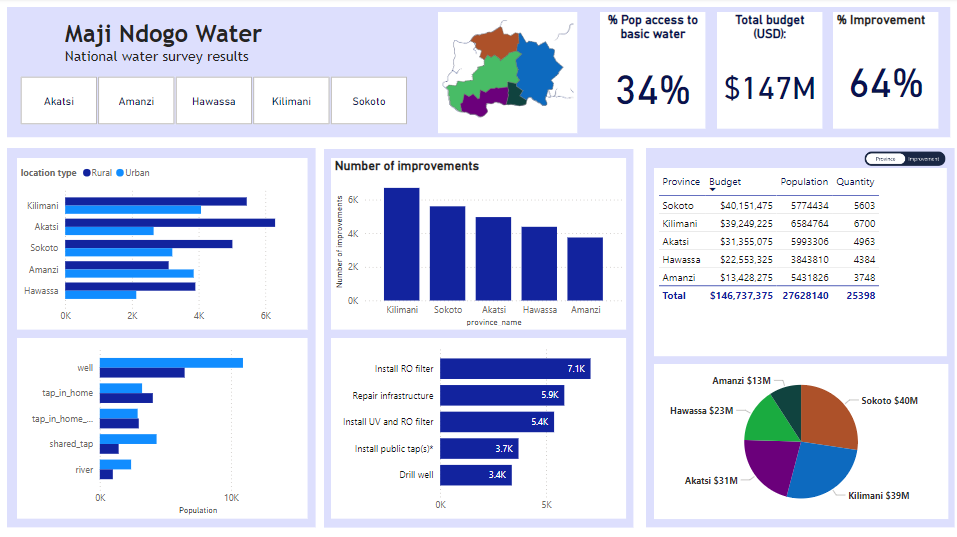 Maji Ndogo Water
National water survey results
Akatsi
Amanzi
Hawassa
Kilimani
Sokoto
% Pop access to
basic water
34%
Total budget
(USD):
$147M
% Improvement
64%
location type Rural Urban
Kilimani
Akatsi
Sokoto
Amanzi
Hawassa
0K 2K 4K 6K
well
tap_in_home
tap_in_home_...
shared_tap
river
0K 10K
Population
Number of improvements
Number of improvements
6K
4K
2K
0K
Kilimani Sokoto Akatsi Hawassa Amanzi
province_name
Install RO filter 7.1K
Repair infrastructure 5.9K
Install UV and RO filter 5.4K
Install public tap(s)* 3.7K
Drill well 3.4K
0K 5K
Province Improvement
Province Budget Population Quantity
Sokoto $40,151,475 5774434 5603
Kilimani $39,249,225 6584764 6700
Akatsi $31,355,075 5993306 4963
Hawassa $22,553,325 3843810 4384
Amanzi $13,428,275 5431826 3748
Total $146,737,375 27628140 25398
Amanzi $13M
Sokoto $40M
Hawassa $23M
Akatsi $31M
Kilimani $39M